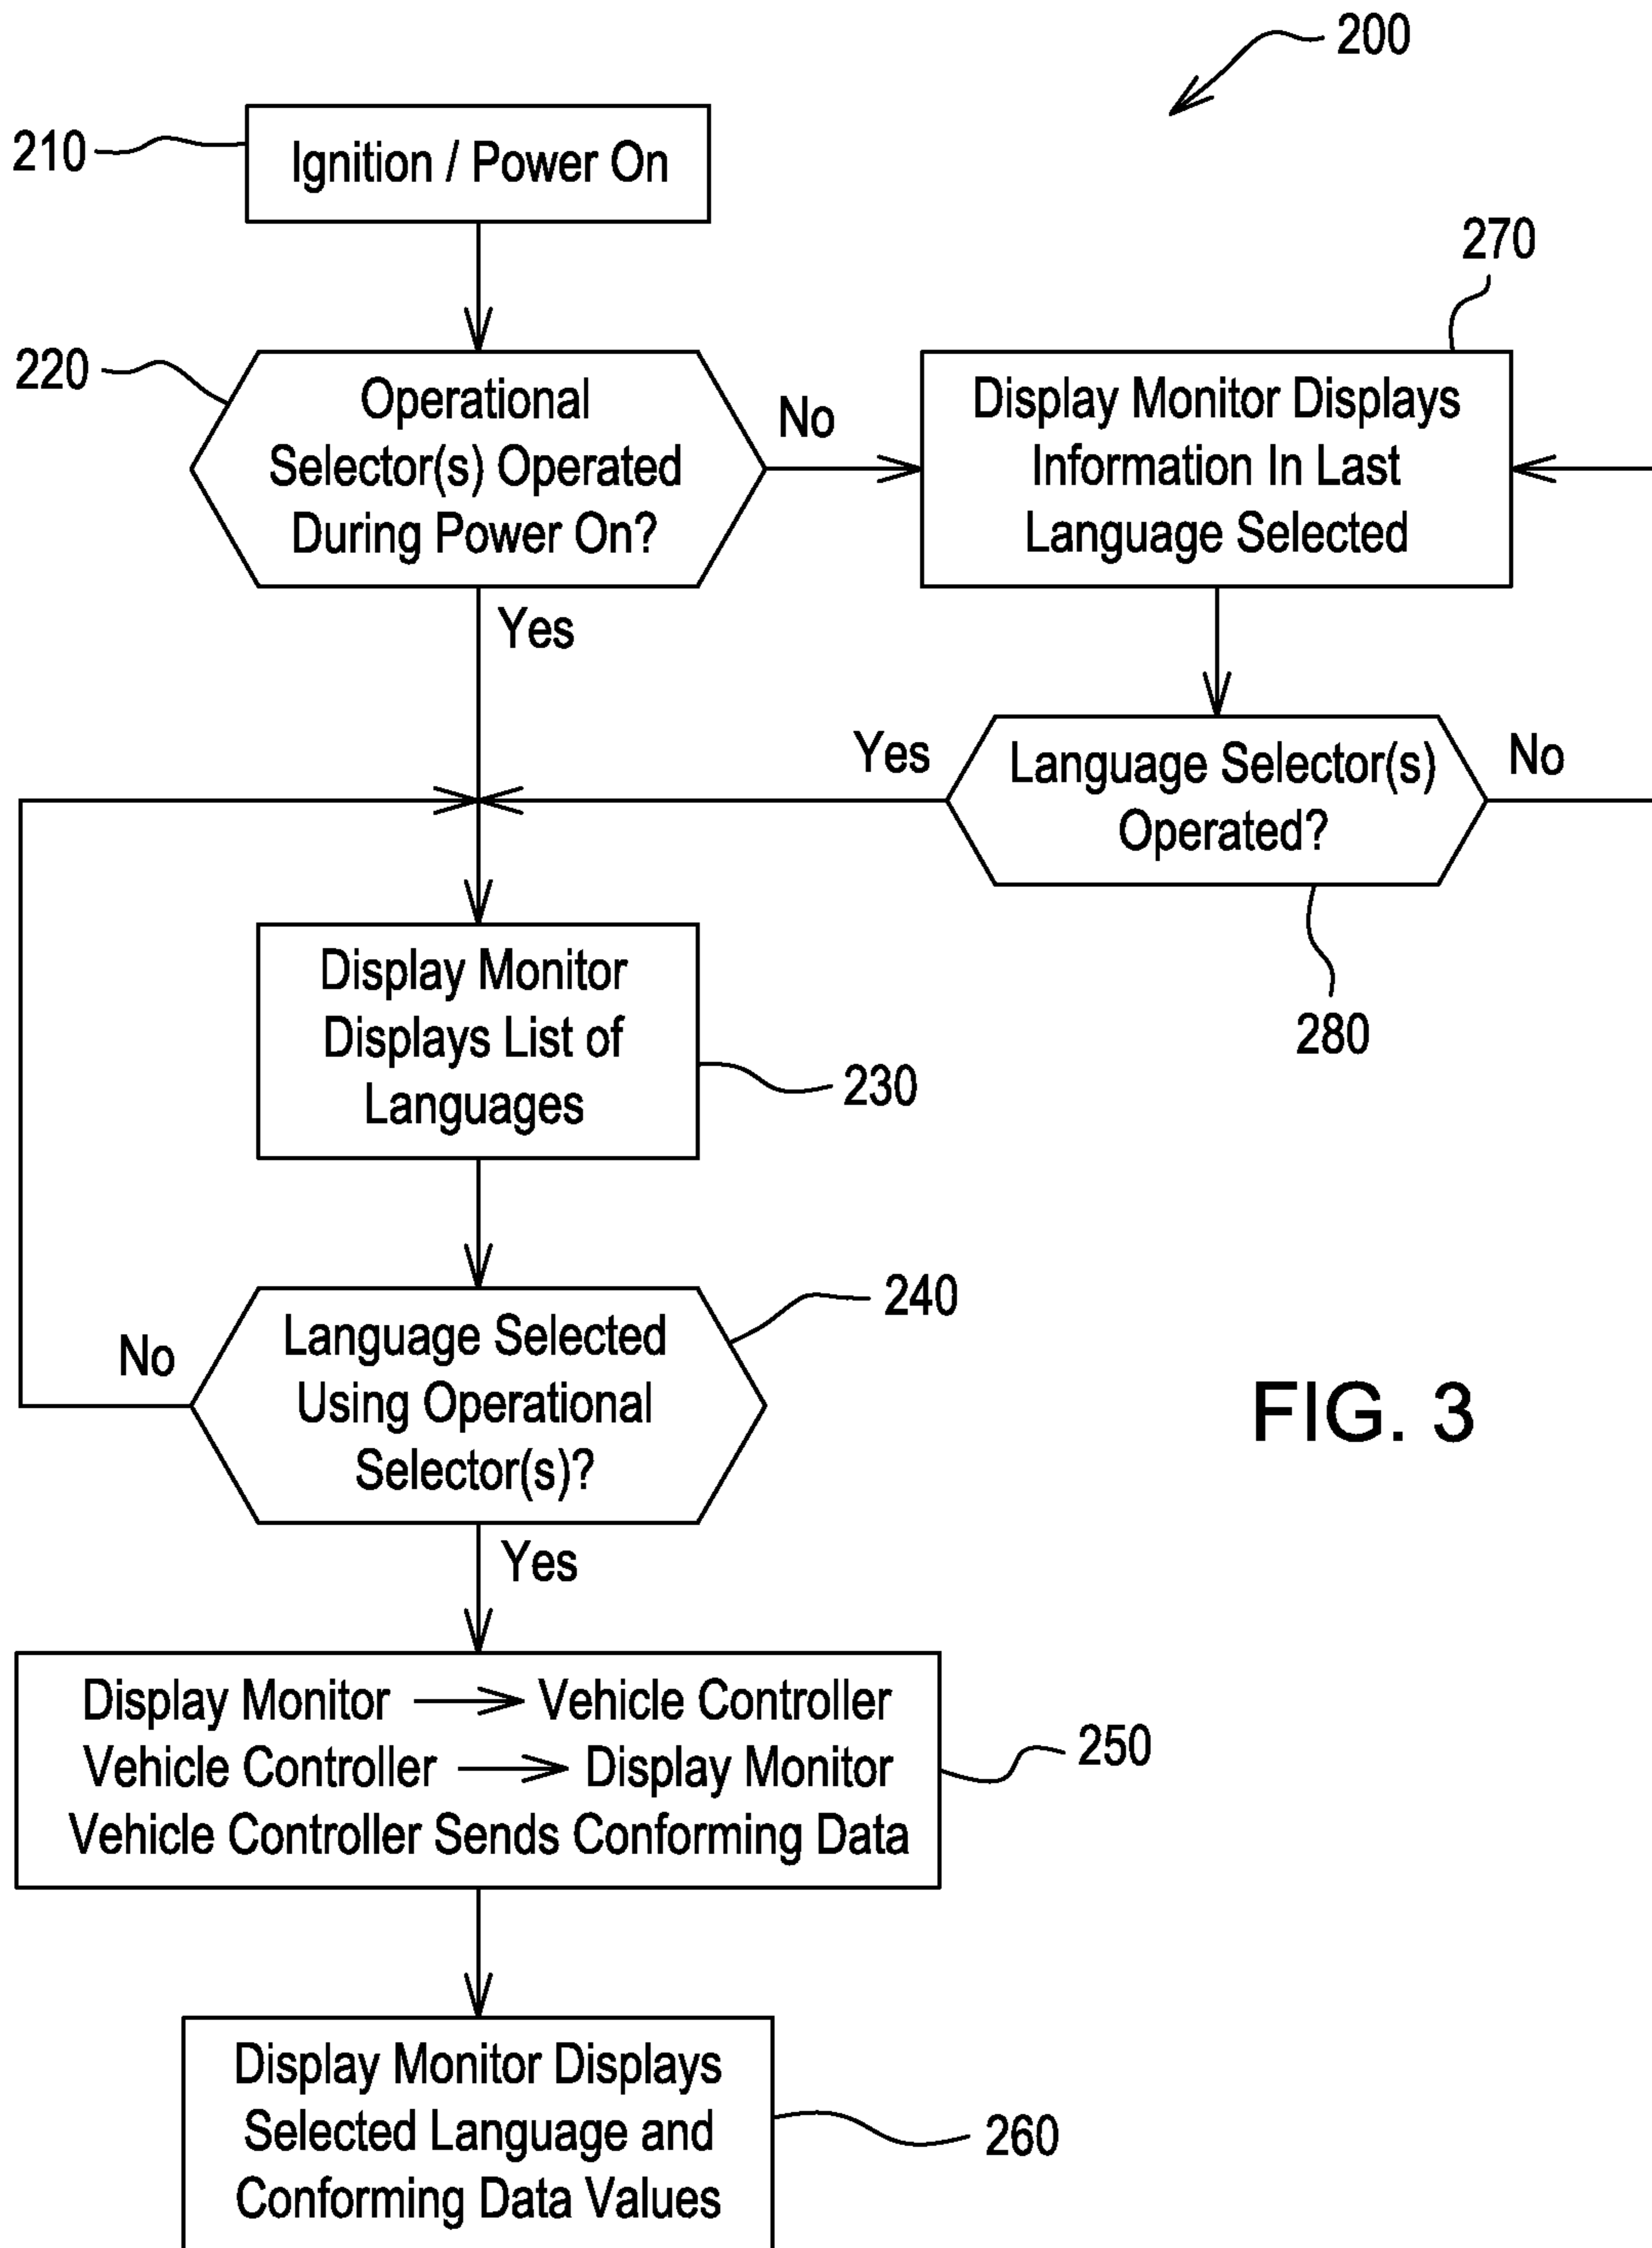 200
210
Ignition / Power On
270
220
Operational
Selector(s) Operated
During Power On?
No
Display Monitor Displays
Information In Last
Language Selected
Yes
Yes
Language Selector(s)
Operated?
No
280
Display Monitor
Displays List of
Languages
230
240
No
Language Selected
Using Operational
Selector(s)?
FIG. 3
Yes
Display Monitor → Vehicle Controller
Vehicle Controller → Display Monitor
Vehicle Controller Sends Conforming Data
250
Display Monitor Displays
Selected Language and
Conforming Data Values
260